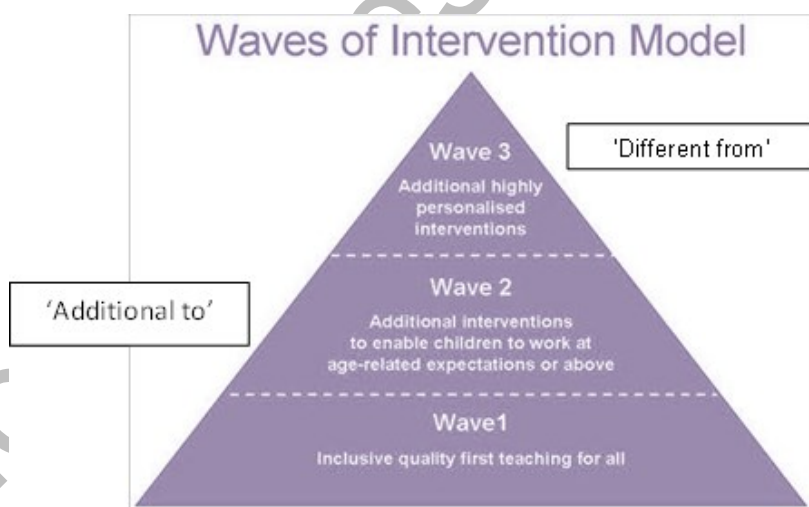 Waves of Intervention Model
Wave 3
'Different from'
Additional highly
personalised
interventions
‘Additional to’
Wave 2
Additional interventions
to enable children to work at
age-related expectations or above
Wave1
Inclusive quality first teaching for all